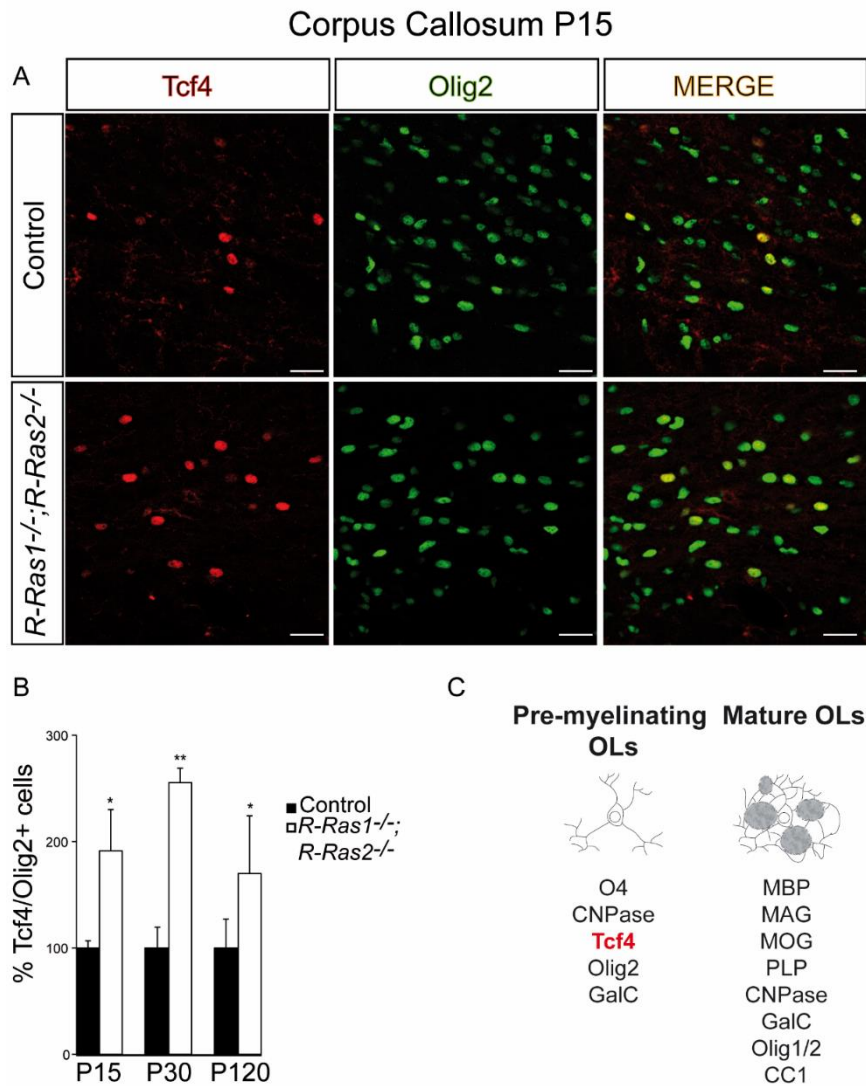 Corpus Callosum P15
A
Tcf4
Olig2
MERGE
Control
R-Ras1-/-;R-Ras2-/-
B
300
200
100
0
% Tcf4/Olig2+ cells
*
**
*
P15 P30 P120
Control
R-Ras1-/-;
R-Ras2-/-
C
Pre-myelinating
OLs
O4
CNPase
Tcf4
Olig2
GalC
Mature OLs
MBP
MAG
MOG
PLP
CNPase
GalC
Olig1/2
CC1